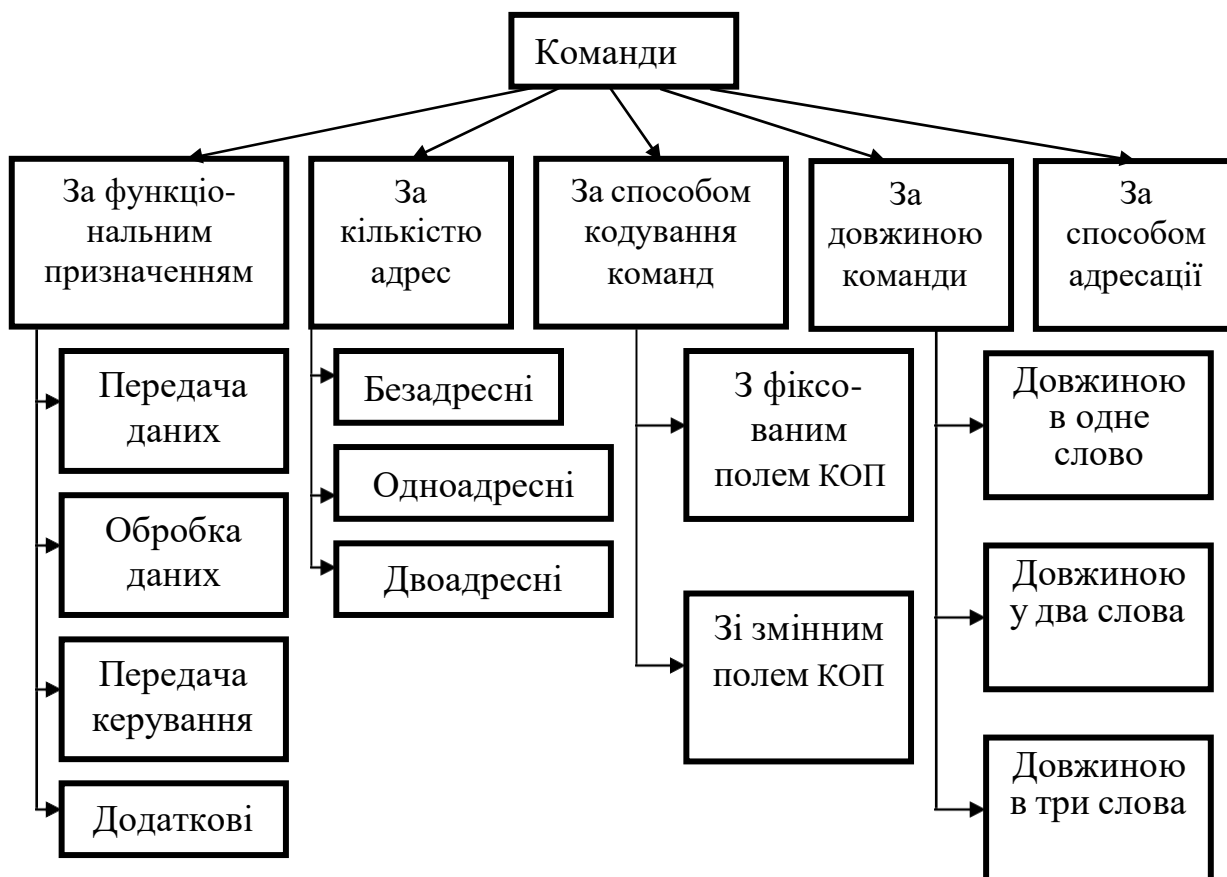 Команди
За функціо-
нальним
призначенням
За
кількістю
адрес
За способом
кодування
команд
За
довжиною
команди
За
способом
адресації
Передача
даних
Обробка
даних
Передача
керування
Додаткові
Безадресні
Одноадресні
Двоадресні
З фіксо-
ваним
полем КОП
Зі змінним
полем КОП
Довжиною
в одне
слово
Довжиною
у два слова
Довжиною
в три слова